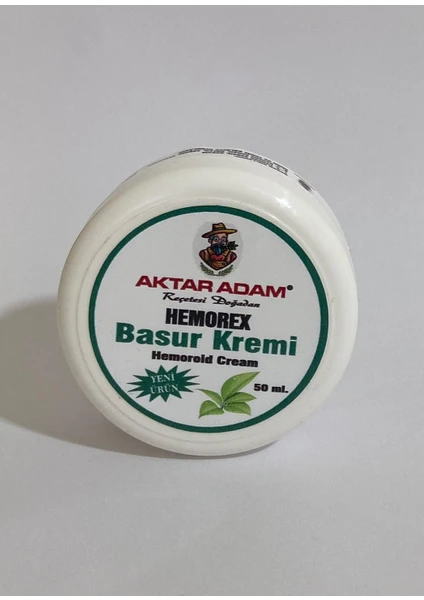 AKTAR ADAM®
Reçetesi Doğadan
HEMOREX
Basur Kremi
Hemoroid Cream
YENİ
ÜRÜN
50 ml.